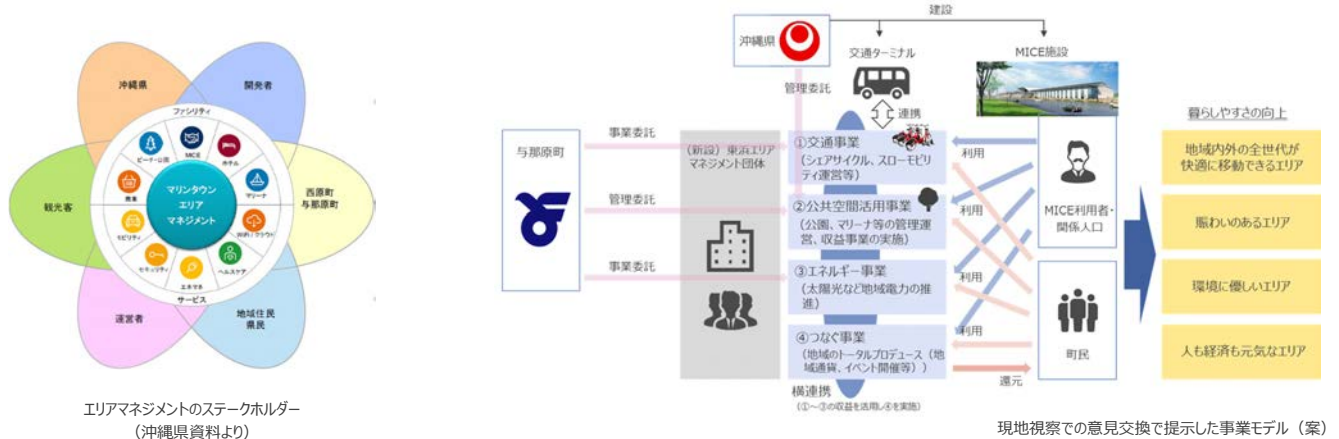 沖縄県
開発者
ファシリティ
ビーチ・公園
MICE
ホテル
商業
マリーナ
観光客
マリンタウン
エリア
マネジメント
西原町
与那原町
モビリティ
WiFi/クラウド
セキュリティ
エネマネ
ヘルスケア
サービス
運営者
地域住民
県民
エリアマネジメントのステークホルダー
（沖縄県資料より）
建設
沖縄県
交通ターミナル
MICE施設
管理委託
連携
暮らしやすさの向上
与那原町
事業委託
管理委託
事業委託
（新設）東浜エリア
マネジメント団体
①交通事業
（シェアサイクル、スローモビリ
ティ運営等）
②公共空間活用事業
（公園、マリーナ等の管理運
営、収益事業の実施）
③エネルギー事業
（太陽光など地域電力の推
進）
④つなぐ事業
（地域のトータルプロデュース（地
域通貨、イベント開催等））
横連携
（①～③の収益を活用し④を実施）
利用
利用
利用
利用
還元
MICE利用者・
関係人口
町民
地域内外の全世代が
快適に移動できるエリア
賑わいのあるエリア
環境に優しいエリア
人も経済も元気なエリア
現地視察での意見交換で提示した事業モデル（案）